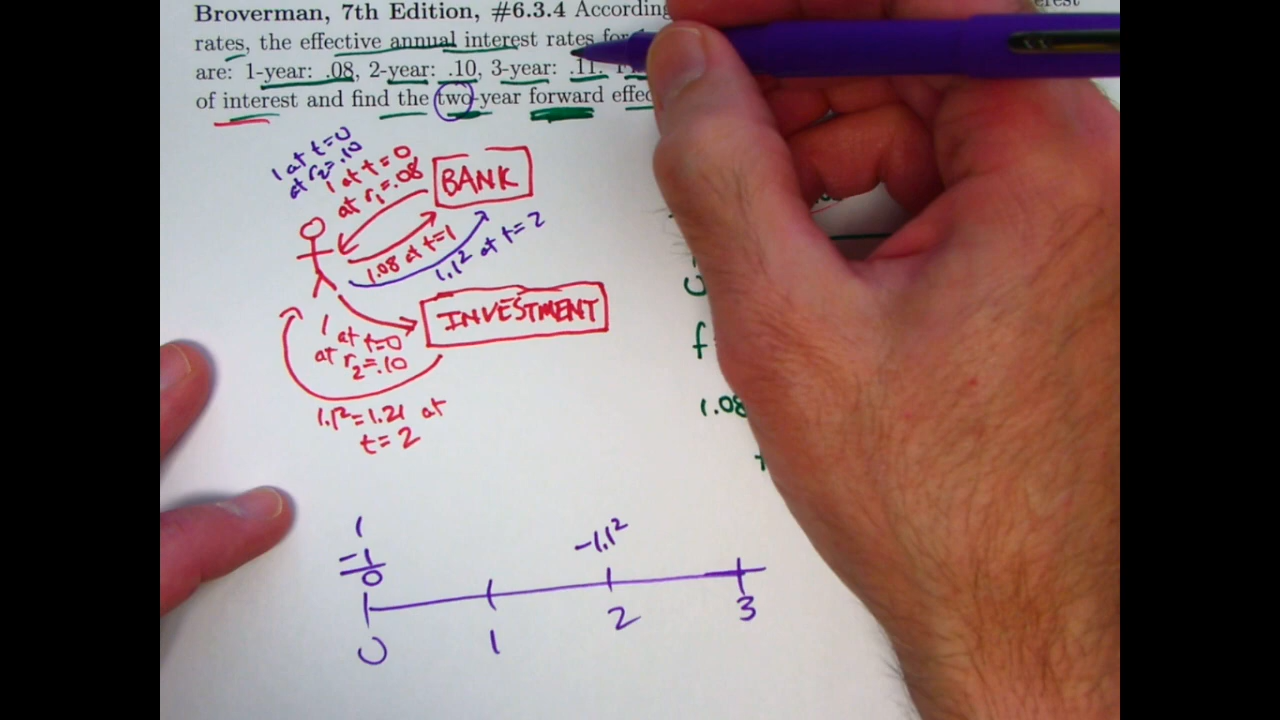 Broverman, 7th Edition, #6.3.4 According
rates, the effective annual interest rates for
are: 1-year: .08, 2-year: .10, 3-year: .11.
of interest and find the two-year forward effec
1 at t=0
at r2=.10
1 at t=0
at r1=.08
BANK
1.08 at t=1
1.1² at t=2
INVESTMENT
1 at t=0
at r2=.10
1.1²=1.21 at
t=2
f
1.08
1
-1
0
-1.1²
0 1 2 3